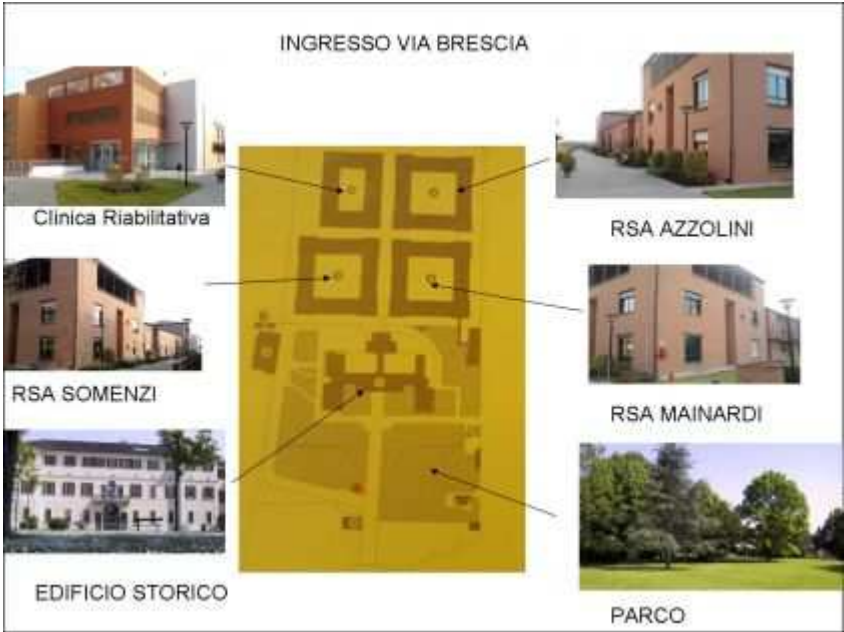 INGRESSO VIA BRESCIA
Clinica Riabilitativa
RSA AZZOLINI
RSA SOMENZI
RSA MAINARDI
EDIFICIO STORICO
PARCO